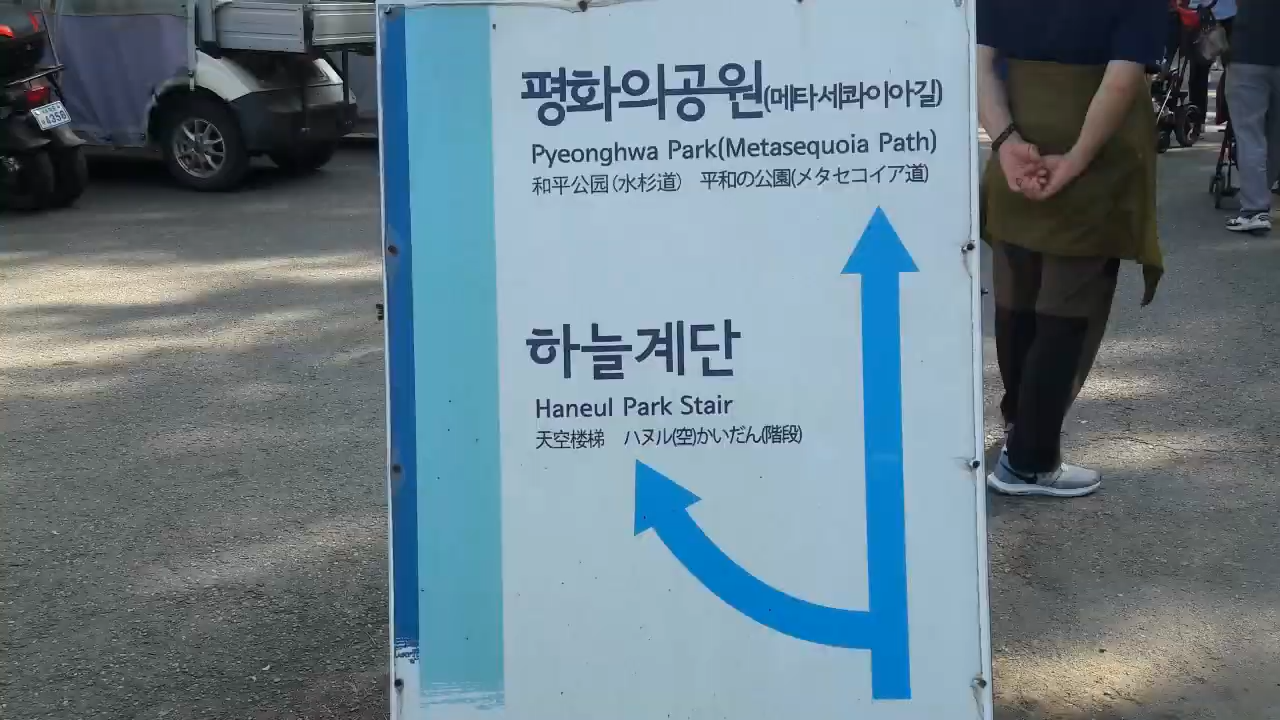 평화의공원(메타세콰이아길)
Pyeonghwa Park(Metasequoia Path)
和平公园(水杉道) 平和の公園(メタセコイア道)
하늘계단
Haneul Park Stair
天空楼梯 ハヌル(空)かいだん(階段)